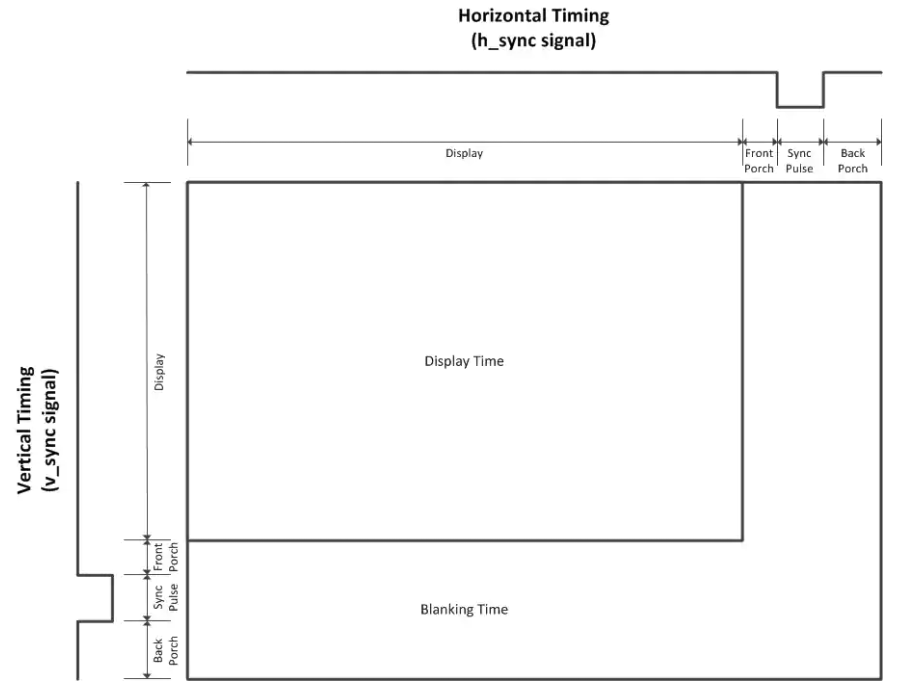 Horizontal Timing
(h_sync signal)
Display
Front
Porch
Sync
Pulse
Back
Porch
Vertical Timing
(v_sync signal)
Display
Front
Porch
Sync
Pulse
Back
Porch
Display Time
Blanking Time